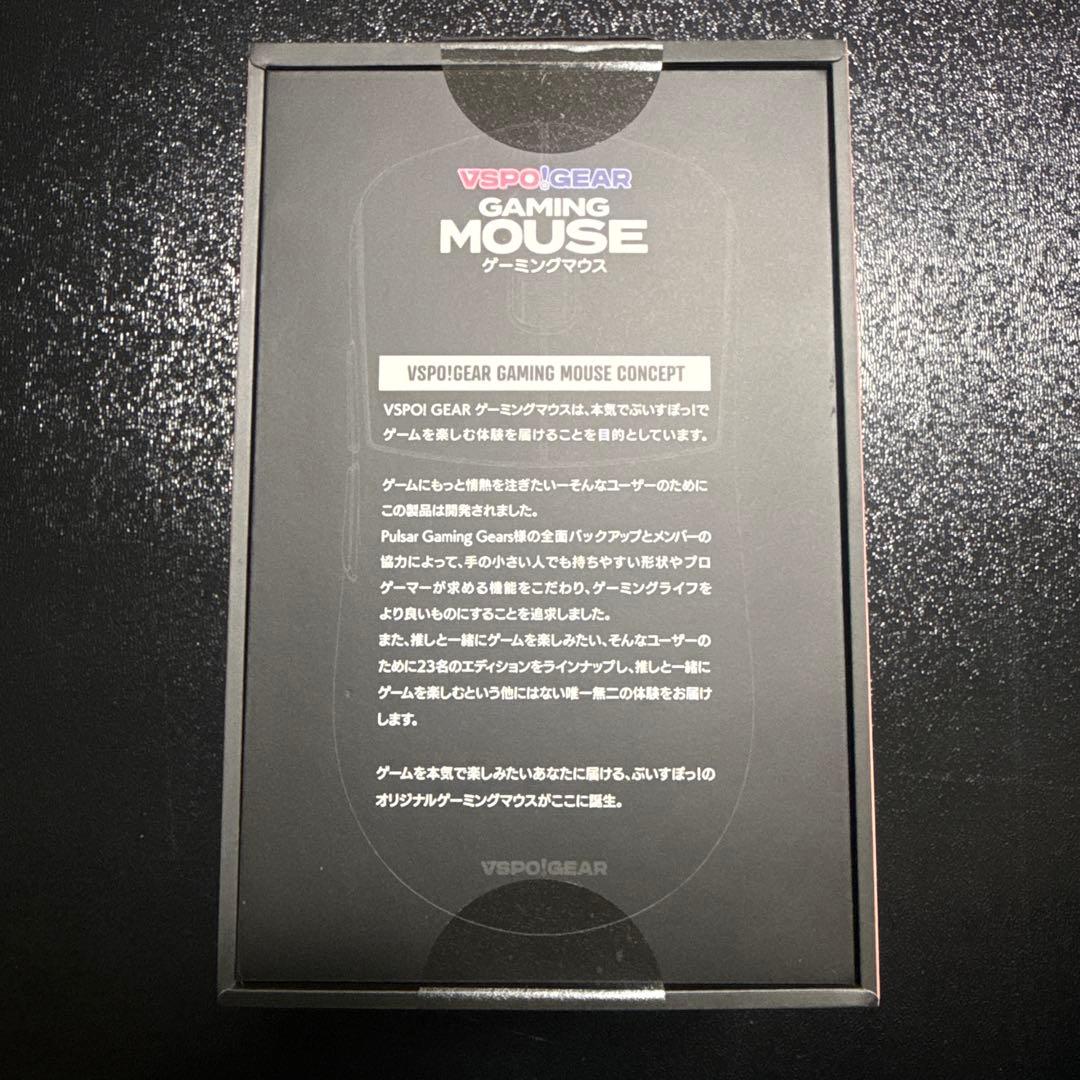 VSPO!GEAR
GAMING
MOUSE
ゲーミングマウス
VSPO!GEAR GAMING MOUSE CONCEPT
VSPO! GEAR ゲーミングマウスは、本気でぶいすぽっ!で
ゲームを楽しむ体験を届けることを目的としています。
ゲームにもっと情熱を注ぎたいーそんなユーザーのために
この製品は開発されました。
Pulsar Gaming Gears様の全面バックアップとメンバーの
協力によって、手の小さい人でも持ちやすい形状やプロ
ゲーマーが求める機能をこだわり、ゲーミングライフを
より良いものにすることを追求しました。
また、推しと一緒にゲームを楽しみたい、そんなユーザーの
ために23名のエディションをラインナップし、推しと一緒に
ゲームを楽しむという他にはない唯一無二の体験をお届け
します。
ゲームを本気で楽しみたいあなたに届ける、ぶいすぽっ!の
オリジナルゲーミングマウスがここに誕生。
VSPO!GEAR